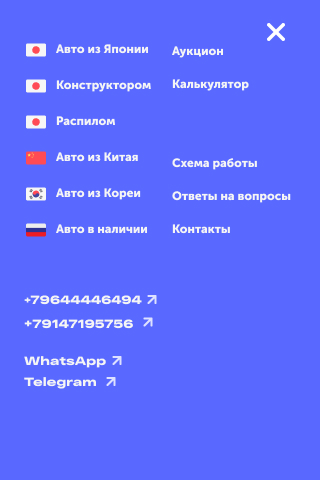 Авто из Японии
Конструктором
Распилом
Авто из Китая
Авто из Кореи
Авто в наличии
Аукцион
Калькулятор
Схема работы
Ответы на вопросы
Контакты
+79644446494
+79147195756
WhatsApp
Telegram